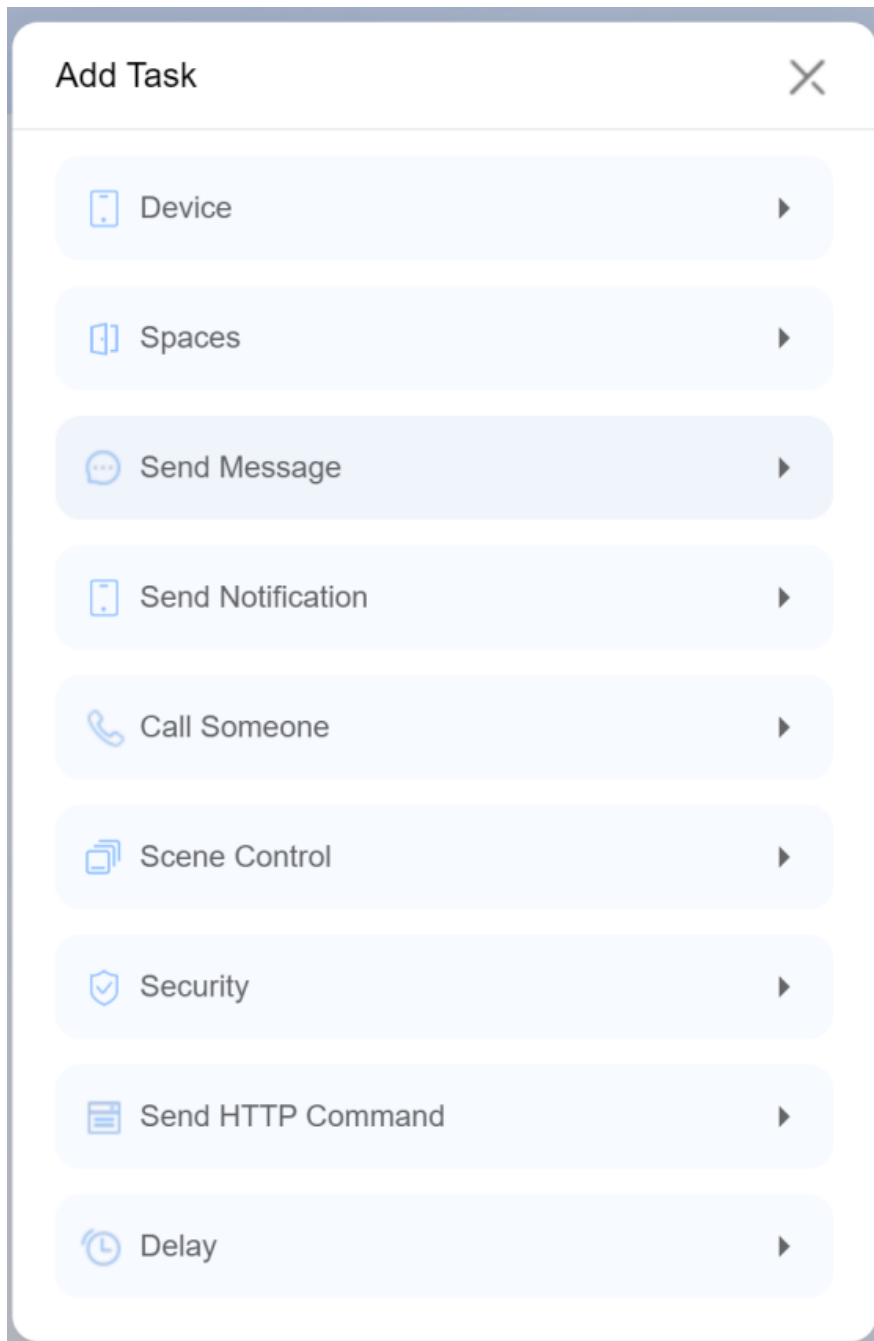 Add Task
Device
Spaces
Send Message
Send Notification
Call Someone
Scene Control
Security
Send HTTP Command
Delay